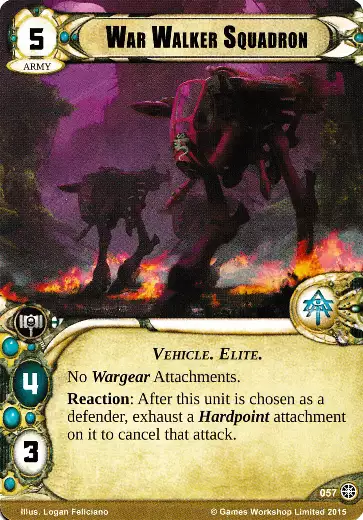 5
ARMY
WAR WALKER SQUADRON
VEHICLE. ELITE.
4
3
No Wargear Attachments.
Reaction: After this unit is chosen as a
defender, exhaust a Hardpoint attachment
on it to cancel that attack.
057
Illus. Logan Feliciano
© Games Workshop Limited 2015